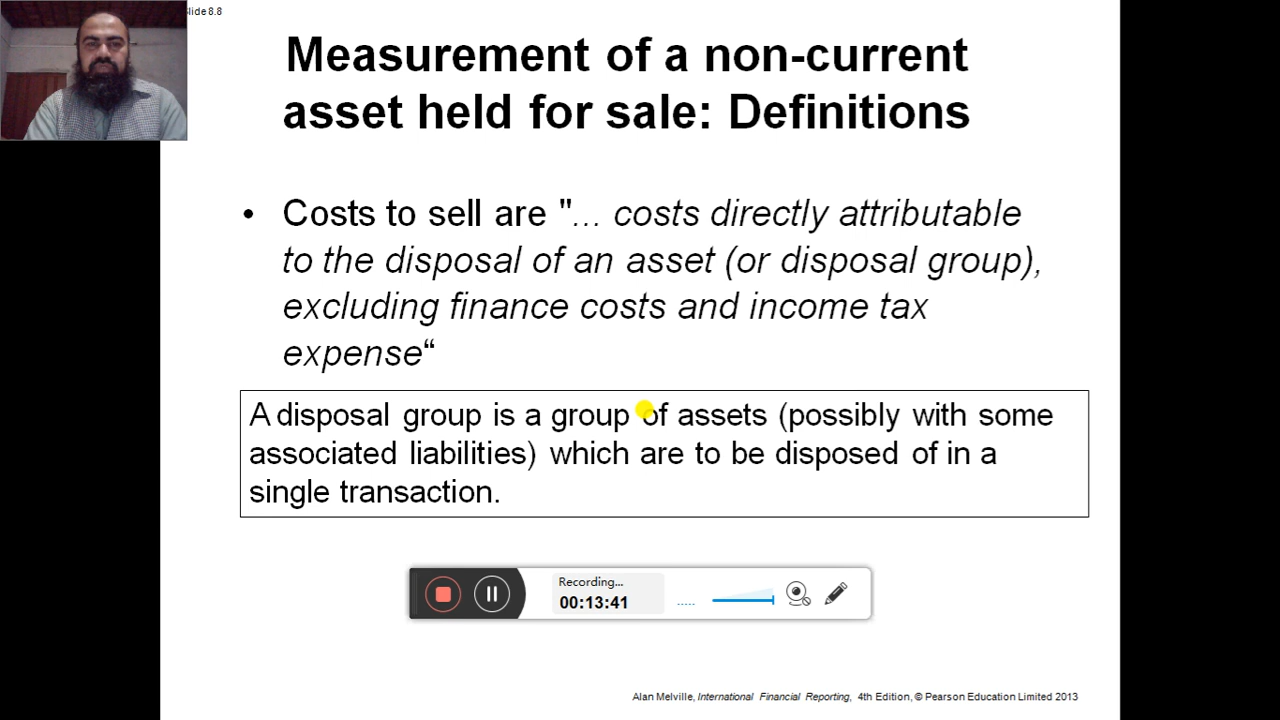 lide 8.8
Measurement of a non-current
asset held for sale: Definitions
• Costs to sell are "... costs directly attributable
to the disposal of an asset (or disposal group),
excluding finance costs and income tax
expense“
A disposal group is a group of assets (possibly with some
associated liabilities) which are to be disposed of in a
single transaction.
Recording...
00:13:41
Alan Melville, International Financial Reporting, 4th Edition, © Pearson Education Limited 2013